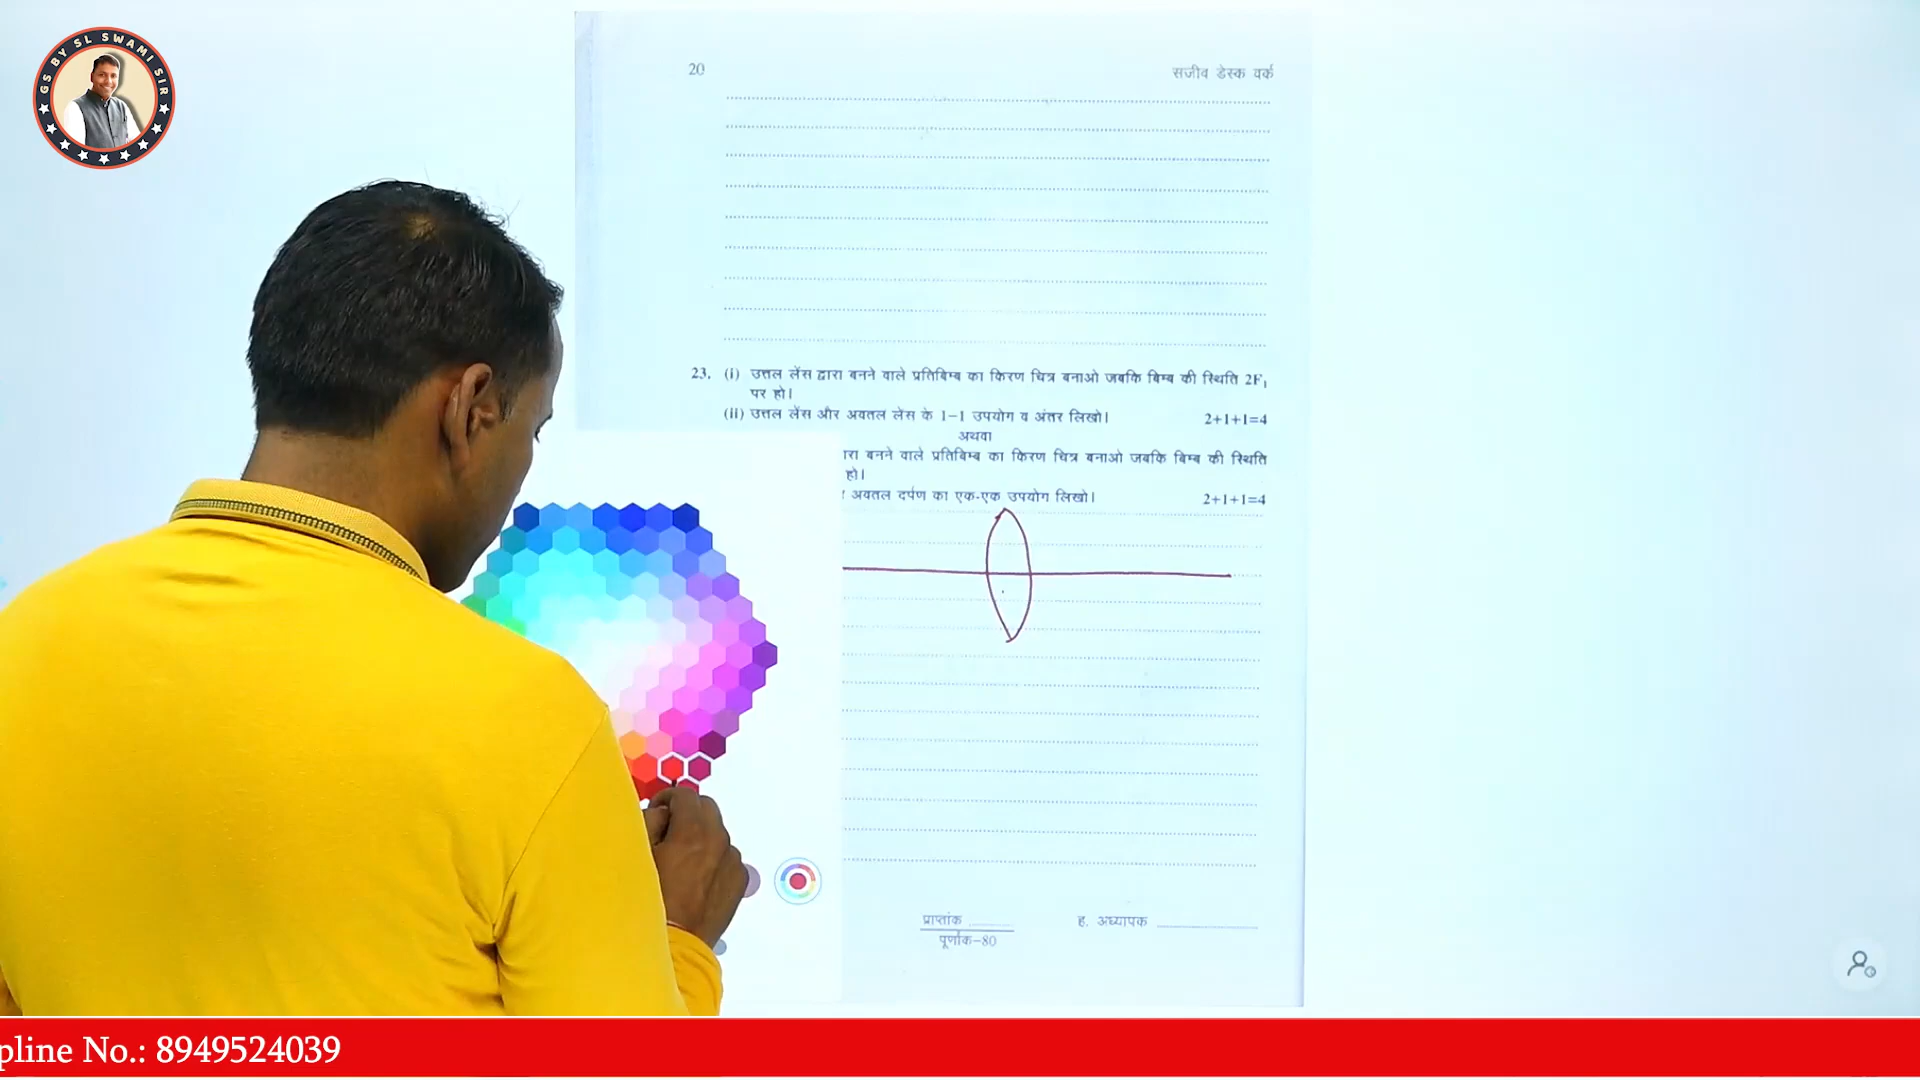 GS BY SL SWAMI SIR
20
सजीव डेस्क वर्क
23. (i) उत्तल लेंस द्वारा बनने वाले प्रतिबिम्ब का किरण चित्र बनाओ जबकि बिम्ब की स्थिति 2F₁
पर हो।
(ii) उत्तल लेंस और अवतल लेंस के 1–1 उपयोग व अंतर लिखो। 2+1+1=4
अथवा
बनने वाले प्रतिबिम्ब का किरण चित्र बनाओ जबकि बिम्ब की स्थिति
हो।
अवतल दर्पण का एक-एक उपयोग लिखो। 2+1+1=4
प्राप्तांक ..........
पूर्णांक–80
ह. अध्यापक
pline No.: 8949524039